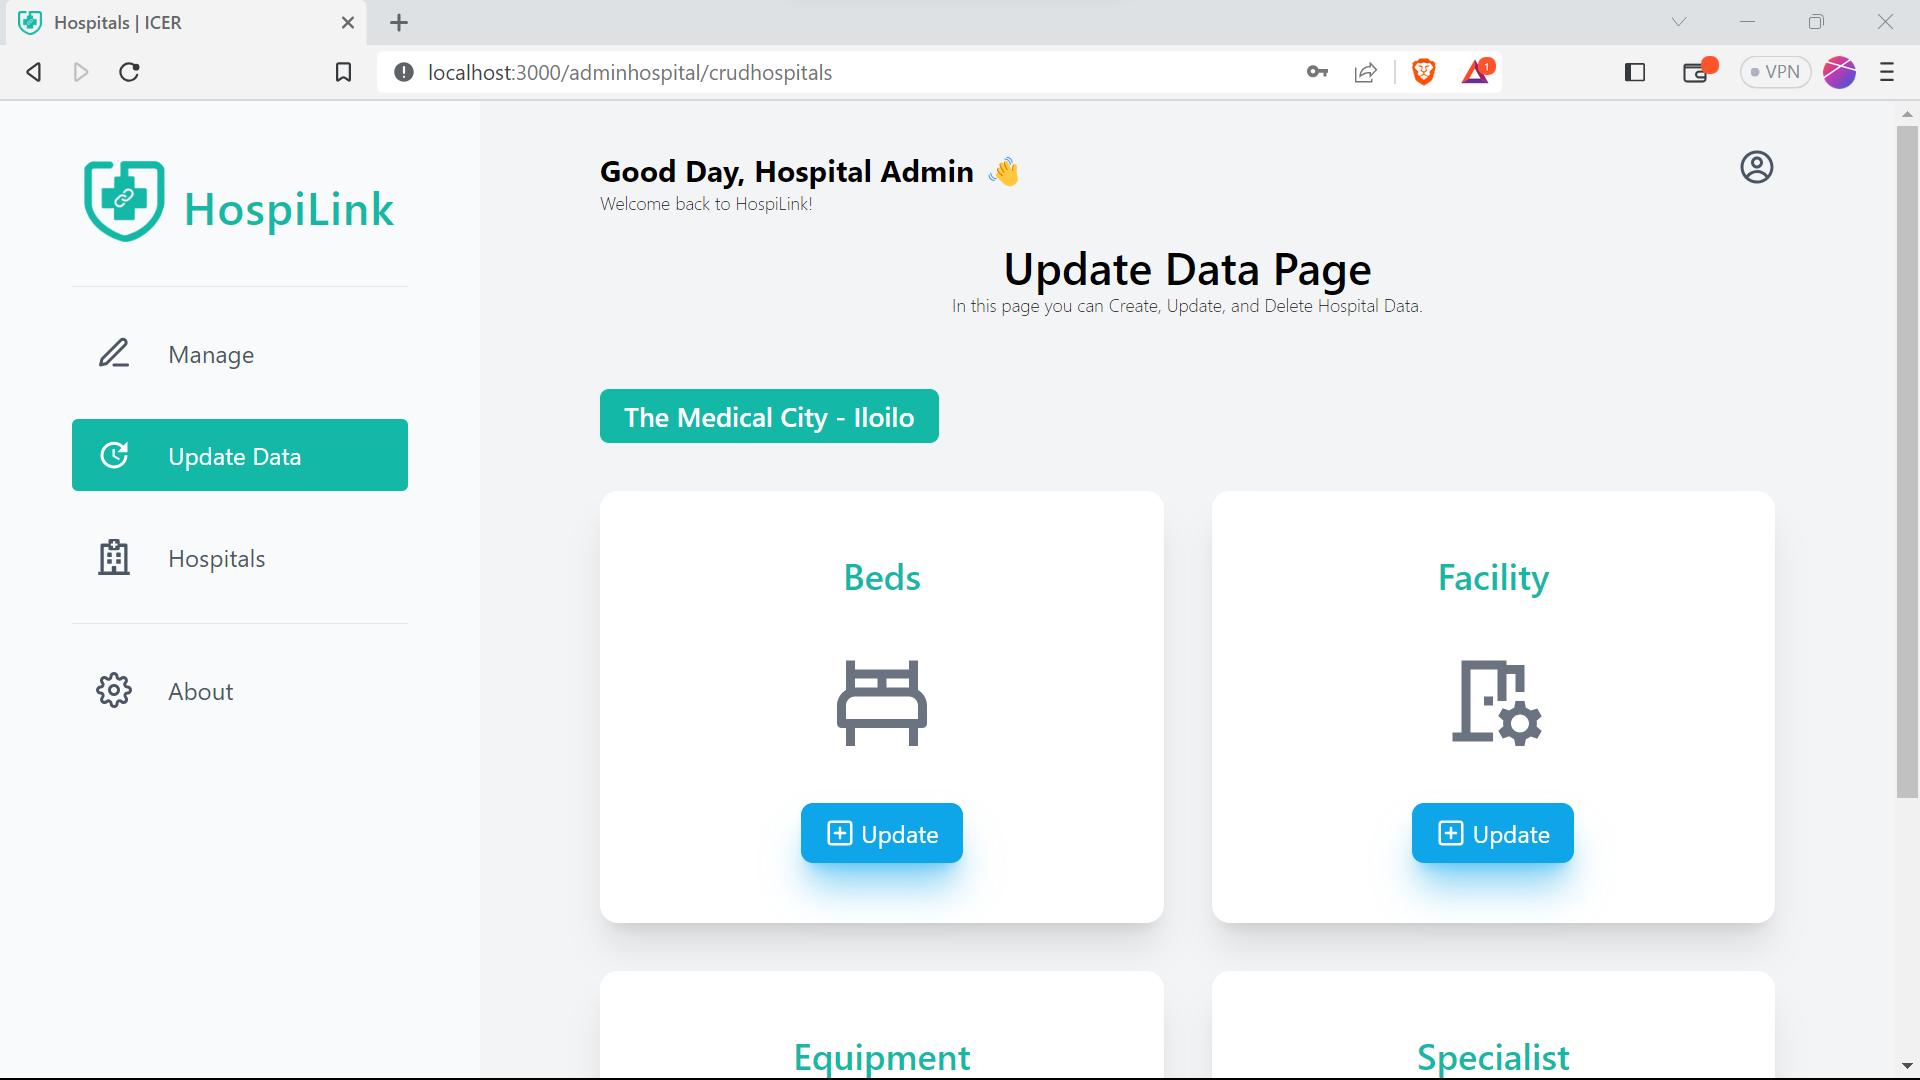 Hospitals | ICER
localhost:3000/adminhospital/crudhospitals
1
VPN
HospiLink
Manage
Update Data
Hospitals
About
Good Day, Hospital Admin 👋
Welcome back to HospiLink!
Update Data Page
In this page you can Create, Update, and Delete Hospital Data.
The Medical City - Iloilo
Beds
Facility
Update
Update
Equipment
Specialist